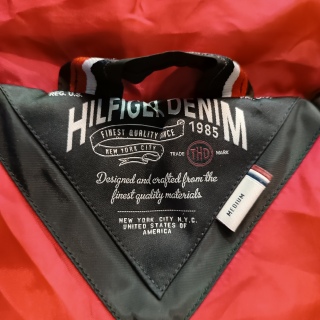 REG. U.S.
HILFIGER DENIM
FINEST QUALITY SINCE 1985
NEW YORK CITY
TRADE THD MARK
Designed and crafted from the
finest quality materials.
NEW YORK CITY N.Y.C.
UNITED STATES OF
AMERICA
MEDIUM